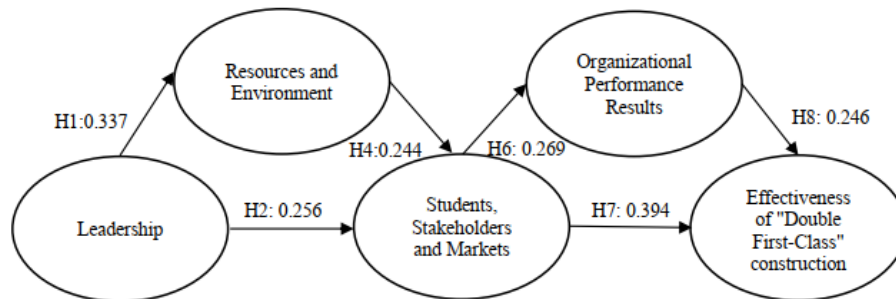 Resources and
Environment
Organizational
Performance
Results
H1:0.337
H4:0.244
H6: 0.269
H8: 0.246
Leadership
H2: 0.256
Students,
Stakeholders
and Markets
H7: 0.394
Effectiveness
of "Double
First-Class"
construction